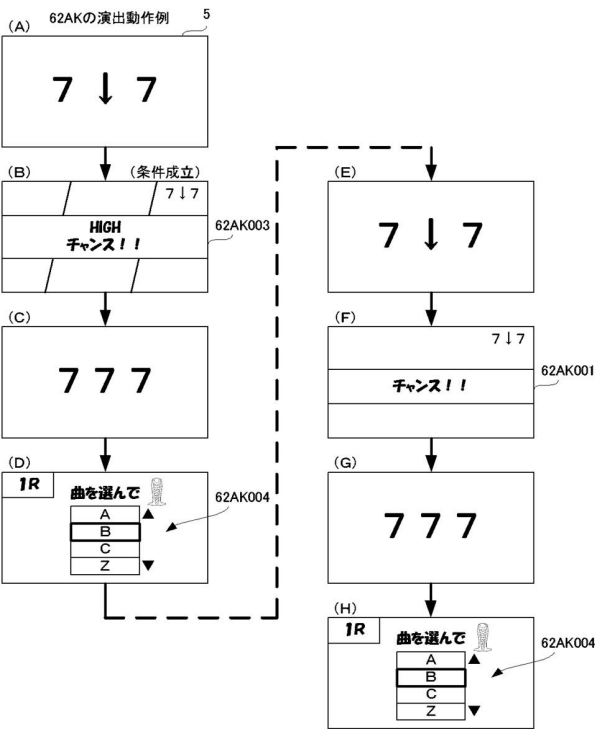 62AKの演出動作例
5
(A)
7 ↓ 7
(B)
(条件成立)
7↓7
HIGH
チャンス！！
62AK003
(C)
7 7 7
(D)
1R
曲を選んで
A ▲
B
C
Z ▼
62AK004
(E)
7 ↓ 7
(F)
7↓7
チャンス！！
62AK001
(G)
7 7 7
(H)
1R
曲を選んで
A ▲
B
C
Z ▼
62AK004